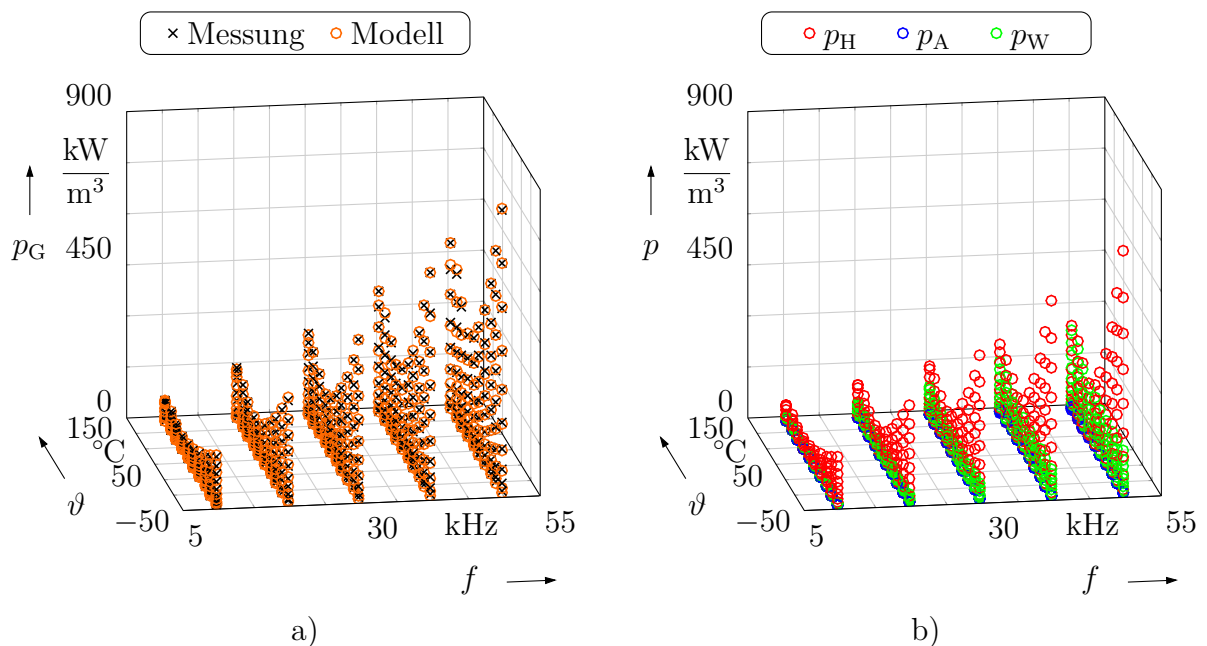 × Messung ○ Modell
900
kW
m³
p_G
450
0
150
°C
50
ϑ
−50
5
30
kHz
55
f
a)
○ p_H ○ p_A ○ p_W
900
kW
m³
p
450
0
150
°C
50
ϑ
−50
5
30
kHz
55
f
b)